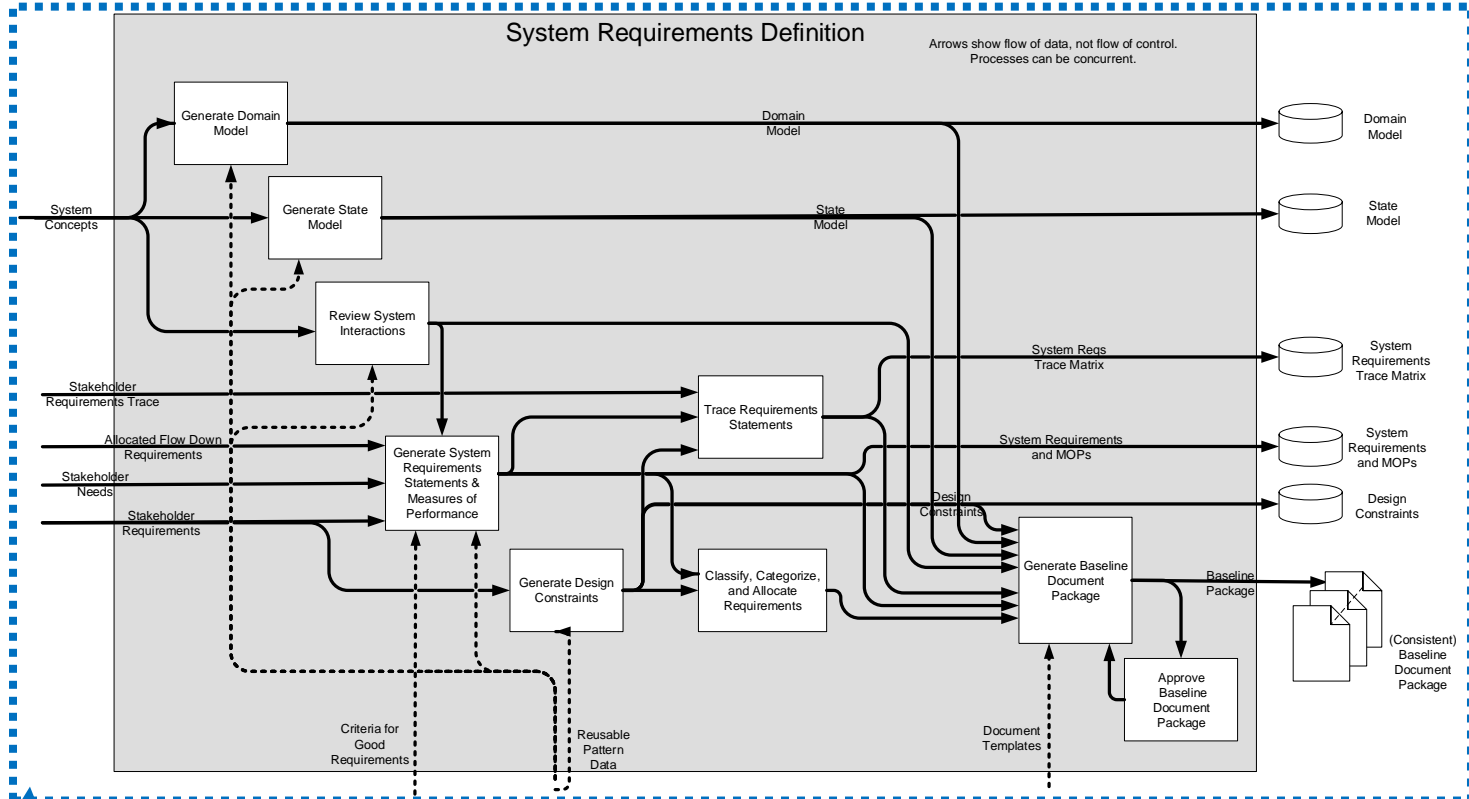 System Requirements Definition
Arrows show flow of data, not flow of control.
Processes can be concurrent.
Generate Domain
Model
Domain
Model
Domain
Model
System
Concepts
Generate State
Model
State
Model
State
Model
Review System
Interactions
System Reqs
Trace Matrix
System
Requirements
Trace Matrix
Stakeholder
Requirements Trace
Trace Requirements
Statements
Allocated Flow Down
Requirements
Generate System
Requirements
Statements &
Measures of
Performance
System Requirements
and MOPs
System
Requirements
and MOPs
Stakeholder
Needs
Design
Constraints
Design
Constraints
Stakeholder
Requirements
Generate Design
Constraints
Classify, Categorize,
and Allocate
Requirements
Generate Baseline
Document
Package
Baseline
Package
(Consistent)
Baseline
Document
Package
Approve
Baseline
Document
Package
Criteria for
Good
Requirements
Reusable
Pattern
Data
Document
Templates